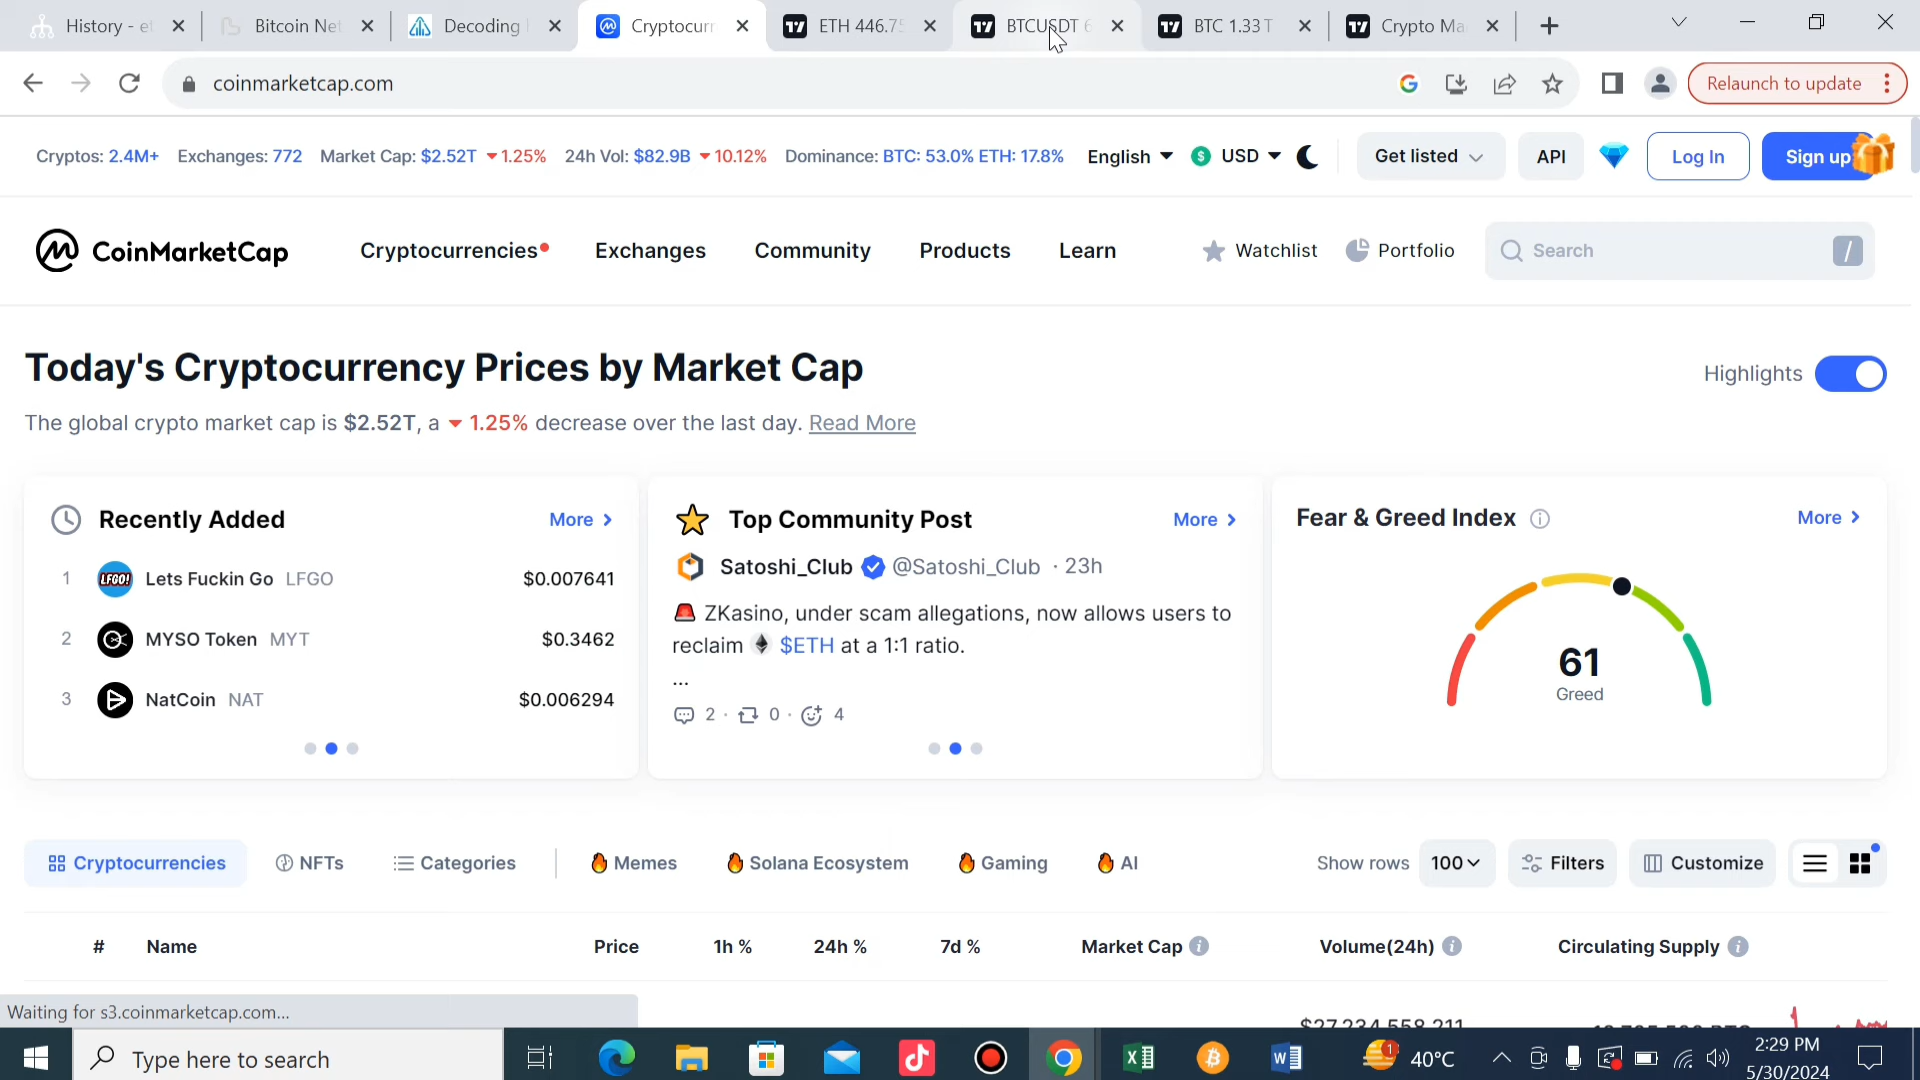 History - e
Bitcoin Net
Decoding
Cryptocurr
ETH 446.75
BTCUSDT 6
BTC 1.33 T
Crypto Ma
coinmarketcap.com
Relaunch to update
Cryptos: 2.4M+ Exchanges: 772 Market Cap: $2.52T 1.25% 24h Vol: $82.9B 10.12% Dominance: BTC: 53.0% ETH: 17.8% English USD Get listed API Log In Sign up
CoinMarketCap Cryptocurrencies Exchanges Community Products Learn Watchlist Portfolio Search /
Today's Cryptocurrency Prices by Market Cap
Highlights
The global crypto market cap is $2.52T, a 1.25% decrease over the last day. Read More
Recently Added More
1 LFGO! Lets Fuckin Go LFGO $0.007641
2 MYSO Token MYT $0.3462
3 NatCoin NAT $0.006294
Top Community Post More
Satoshi_Club @Satoshi_Club · 23h
ZKasino, under scam allegations, now allows users to
reclaim $ETH at a 1:1 ratio.
...
2 · 0 · 4
Fear & Greed Index More
61
Greed
Cryptocurrencies NFTs Categories Memes Solana Ecosystem Gaming AI Show rows 100 Filters Customize
# Name Price 1h % 24h % 7d % Market Cap Volume(24h) Circulating Supply
Waiting for s3.coinmarketcap.com...
$27,234,558,211
Type here to search
1
40°C
2:29 PM
5/30/2024